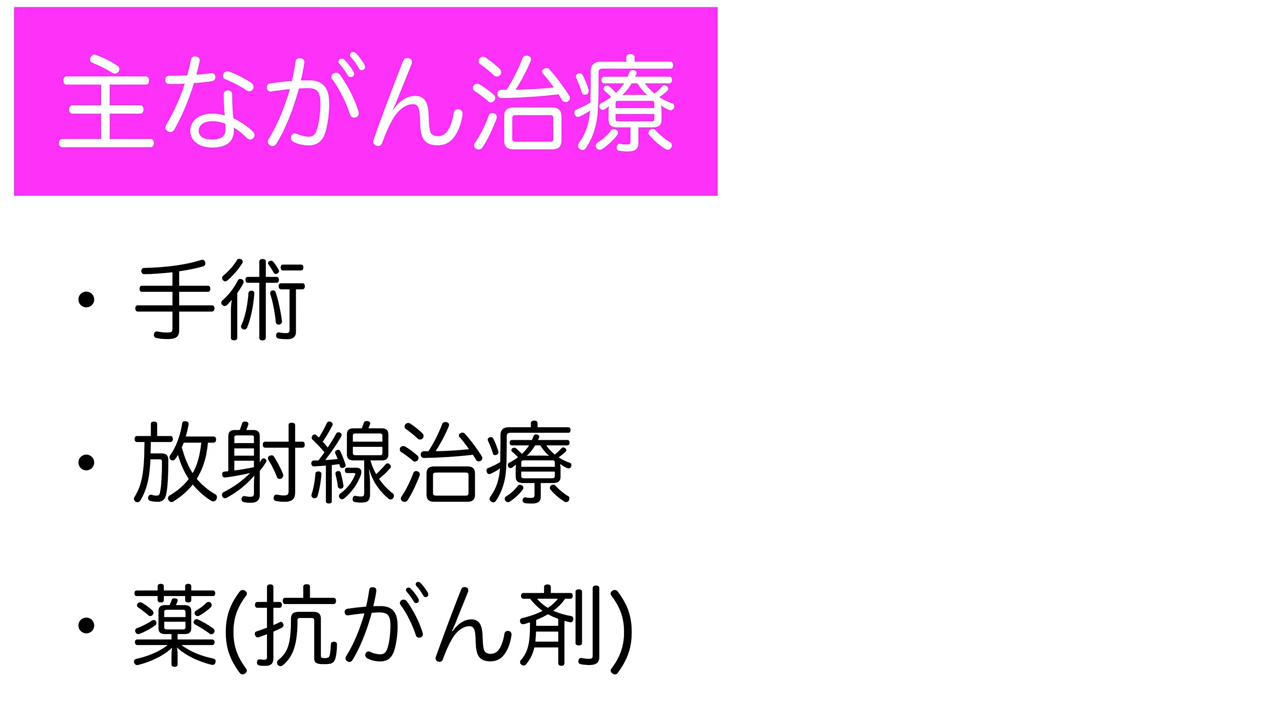 主ながん治療
・手術
・放射線治療
・薬(抗がん剤)